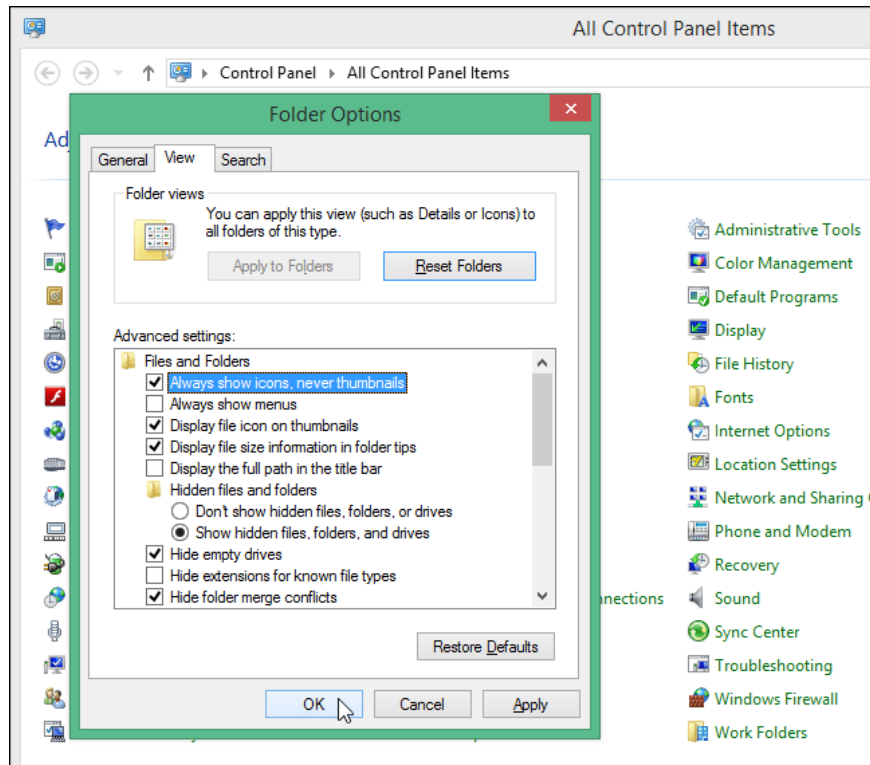 All Control Panel Items
Control Panel
All Control Panel Items
Folder Options
General
View
Search
Folder views
You can apply this view (such as Details or Icons) to
all folders of this type.
Apply to Folders
Reset Folders
Advanced settings:
Files and Folders
Always show icons, never thumbnails
Always show menus
Display file icon on thumbnails
Display file size information in folder tips
Display the full path in the title bar
Hidden files and folders
Don't show hidden files, folders, or drives
Show hidden files, folders, and drives
Hide empty drives
Hide extensions for known file types
Hide folder merge conflicts
Restore Defaults
OK
Cancel
Apply
Administrative Tools
Color Management
Default Programs
Display
File History
Fonts
Internet Options
Location Settings
Network and Sharing
Phone and Modem
Recovery
Sound
Sync Center
Troubleshooting
Windows Firewall
Work Folders